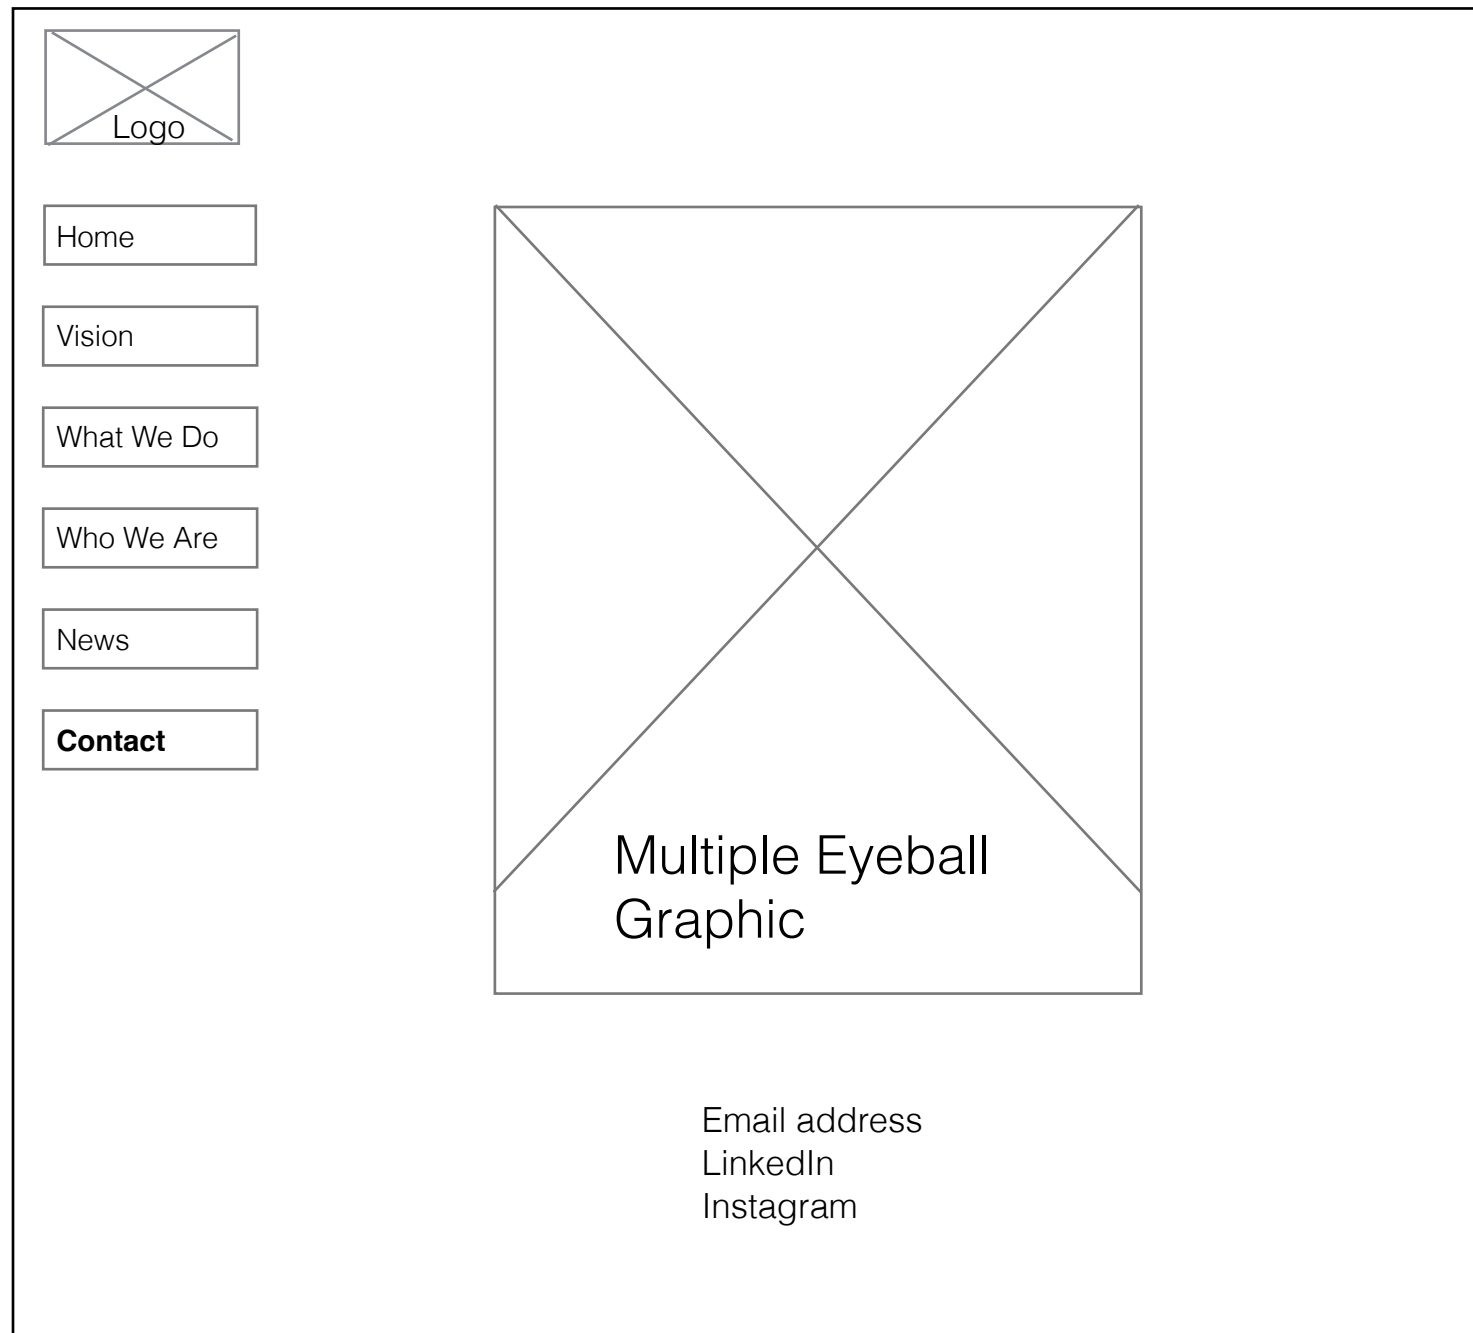 Logo
Home
Vision
What We Do
Who We Are
News
Contact
Multiple Eyeball
Graphic
Email address
LinkedIn
Instagram